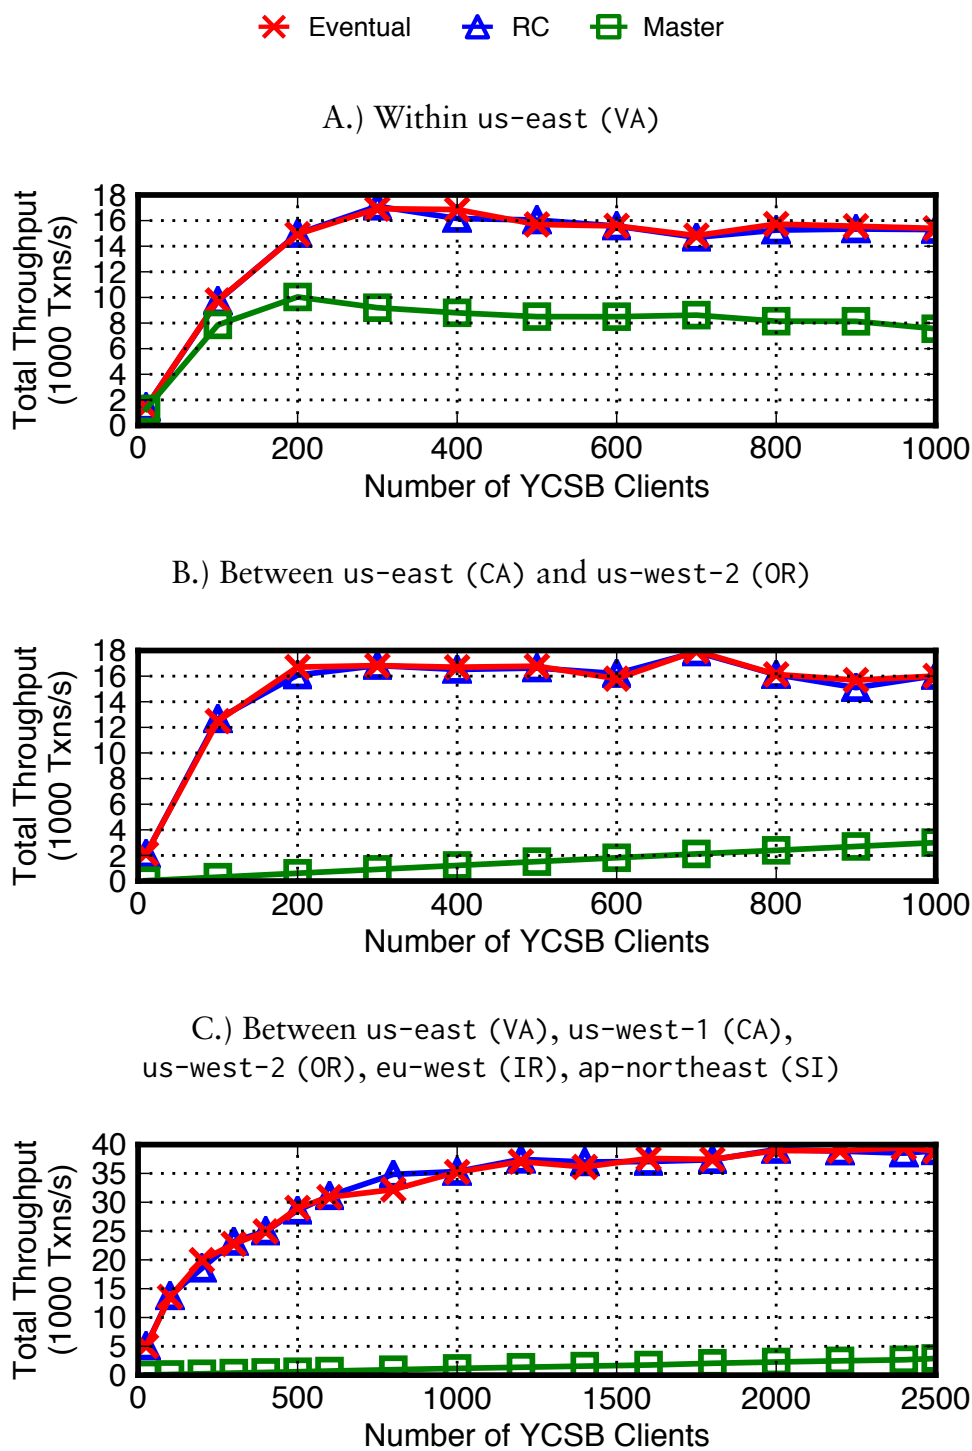 Eventual RC Master
A.) Within us-east (VA)
Total Throughput
(1000 Txns/s)
18
16
14
12
10
8
6
4
2
0
0 200 400 600 800 1000
Number of YCSB Clients
B.) Between us-east (CA) and us-west-2 (OR)
Total Throughput
(1000 Txns/s)
18
16
14
12
10
8
6
4
2
0
0 200 400 600 800 1000
Number of YCSB Clients
C.) Between us-east (VA), us-west-1 (CA),
us-west-2 (OR), eu-west (IR), ap-northeast (SI)
Total Throughput
(1000 Txns/s)
40
35
30
25
20
15
10
5
0
0 500 1000 1500 2000 2500
Number of YCSB Clients